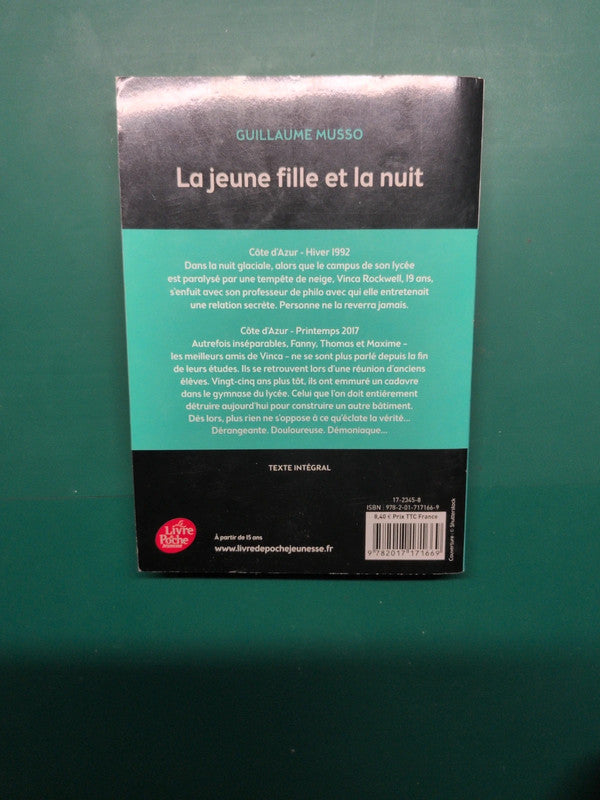 GUILLAUME MUSSO
La jeune fille et la nuit
Côte d'Azur - Hiver 1992
Dans la nuit glaciale, alors que le campus de son lycée
est paralysé par une tempête de neige, Vinca Rockwell, 19 ans,
s'enfuit avec son professeur de philo avec qui elle entretenait
une relation secrète. Personne ne la reverra jamais.
Côte d'Azur - Printemps 2017
Autrefois inséparables, Fanny, Thomas et Maxime –
les meilleurs amis de Vinca – ne se sont plus parlé depuis la fin
de leurs études. Ils se retrouvent lors d'une réunion d'anciens
élèves. Vingt-cinq ans plus tôt, ils ont emmuré un cadavre
dans le gymnase du lycée. Celui que l'on doit entièrement
détruire aujourd'hui pour construire un autre bâtiment.
Dès lors, plus rien ne s'oppose à ce qu'éclate la vérité...
Dérangeante. Douloureuse. Démoniaque...
TEXTE INTÉGRAL
le
Livre
de
Poche
jeunesse
À partir de 15 ans
www.livredepochejeunesse.fr
17-2345-8
ISBN : 978-2-01-717166-9
8,40 € Prix TTC France
9 782017 171669
Couverture : © Shutterstock